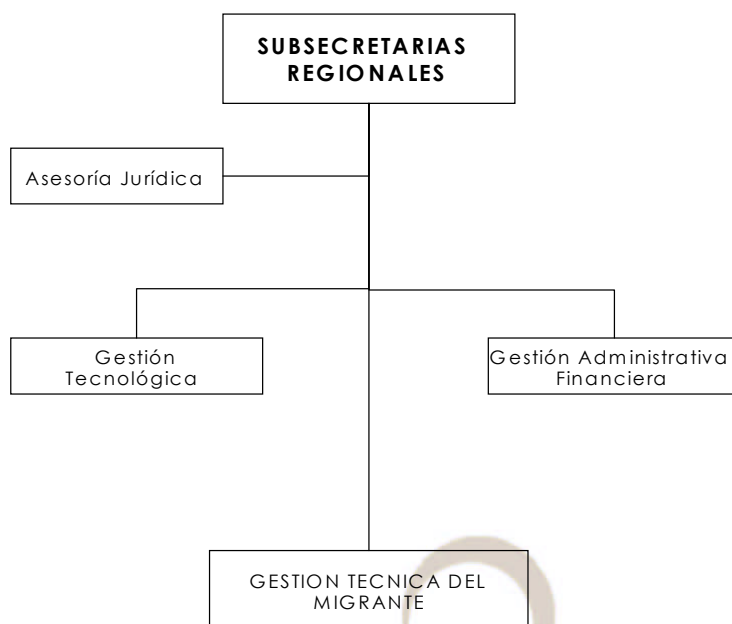 SUBSECRETARIAS
REGIONALES
Asesoría Jurídica
Gestión
Tecnológica
Gestión Administrativa
Financiera
GESTION TECNICA DEL
MIGRANTE